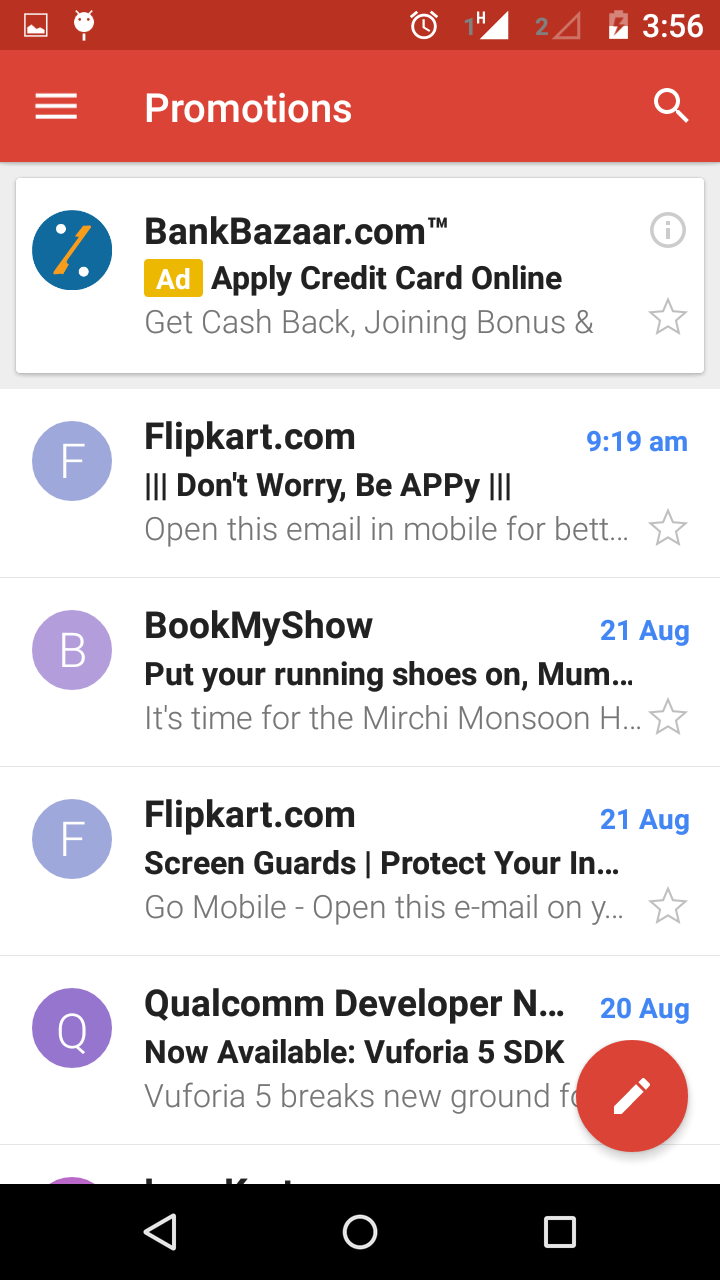 1 H 2 3:56
Promotions
BankBazaar.com™
Ad Apply Credit Card Online
Get Cash Back, Joining Bonus &
F
Flipkart.com 9:19 am
||| Don't Worry, Be APPy |||
Open this email in mobile for bett...
B
BookMyShow 21 Aug
Put your running shoes on, Mum...
It's time for the Mirchi Monsoon H...
F
Flipkart.com 21 Aug
Screen Guards | Protect Your In...
Go Mobile - Open this e-mail on y...
Q
Qualcomm Developer N... 20 Aug
Now Available: Vuforia 5 SDK
Vuforia 5 breaks new ground